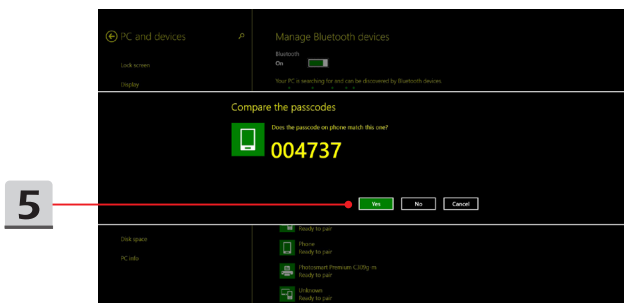 PC and devices
Manage Bluetooth devices
Bluetooth
On
Lock screen
Your PC is searching for and can be discovered by Bluetooth devices
Display
Compare the passcodes
Does the passcode on phone match this one?
004737
5
Yes
No
Cancel
Ready to pair
Disk space
Phone
Ready to pair
PC info
Photosmart Premium C309g-m
Ready to pair
Unknown
Ready to pair